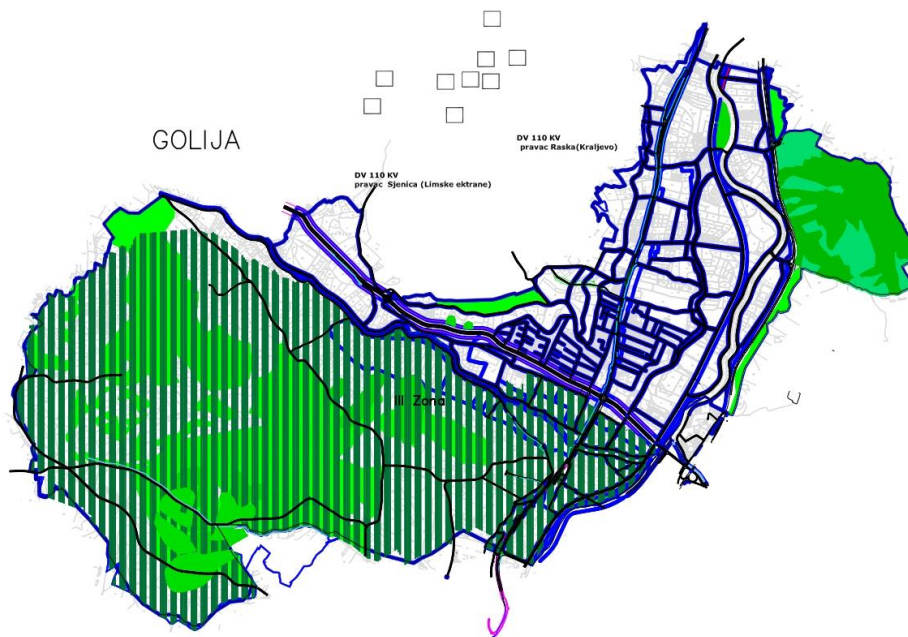 GOLIJA
DV 110 KV
pravac Raska(Kraljevo)
DV 110 KV
pravac Sjenica (Limske ektrane)
III Zona